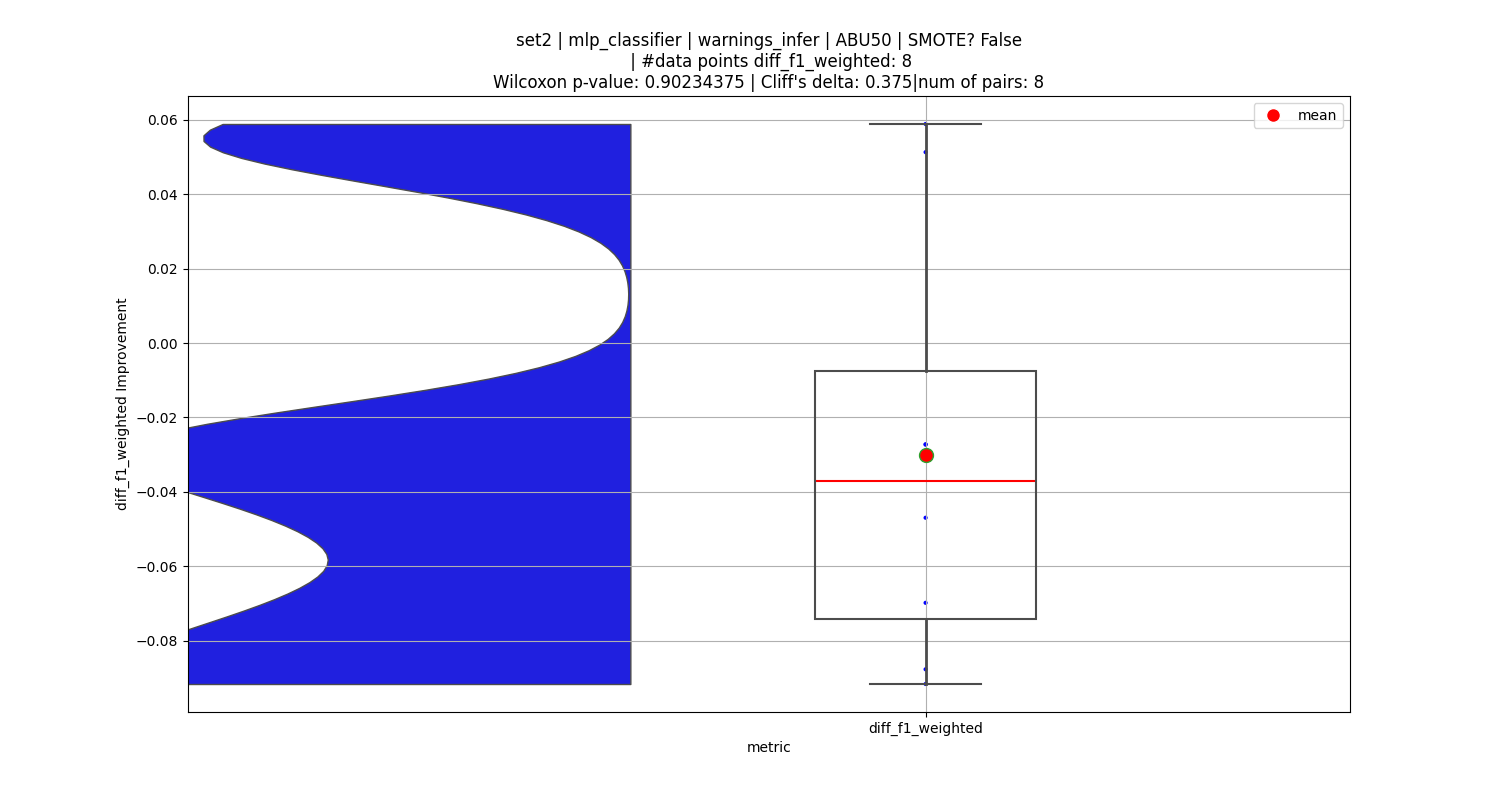 set2 | mlp_classifier | warnings_infer | ABU50 | SMOTE? False
| #data points diff_f1_weighted: 8
Wilcoxon p-value: 0.90234375 | Cliff's delta: 0.375|num of pairs: 8
mean
0.06
0.04
0.02
0.00
−0.02
−0.04
−0.06
−0.08
diff_f1_weighted Improvement
diff_f1_weighted
metric